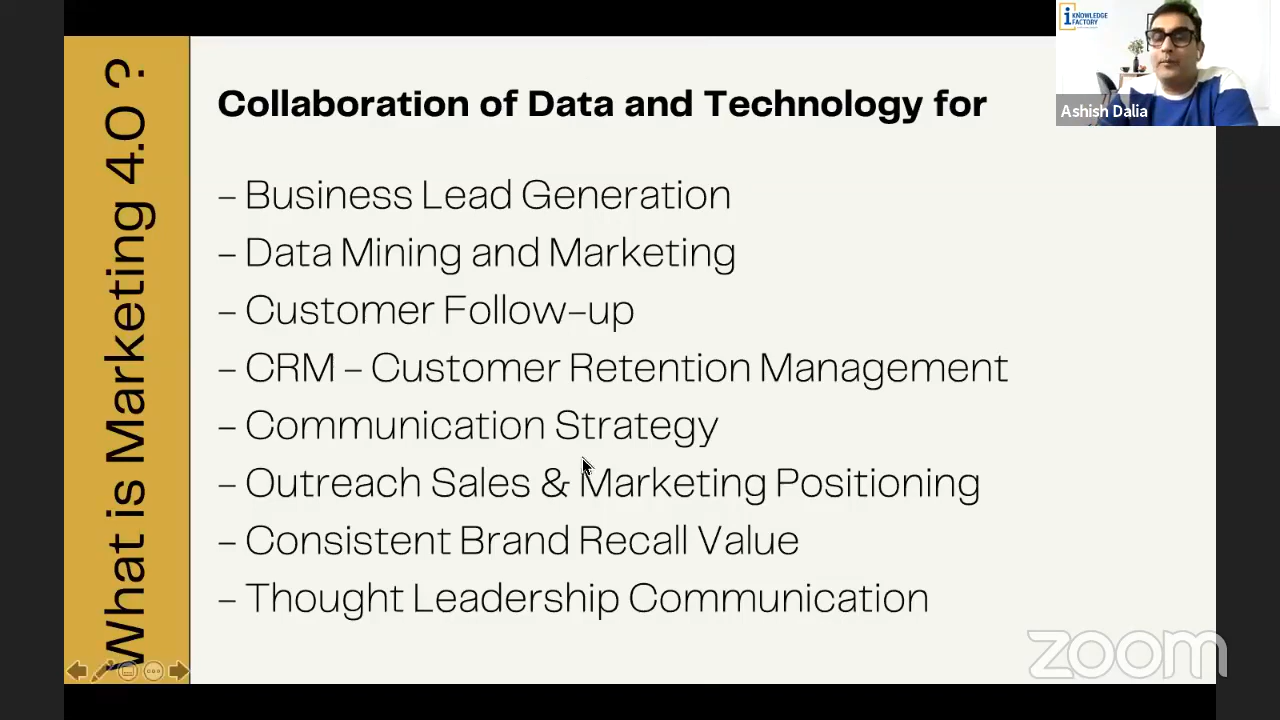 What is Marketing 4.0 ?
Collaboration of Data and Technology for
– Business Lead Generation
– Data Mining and Marketing
– Customer Follow-up
– CRM – Customer Retention Management
– Communication Strategy
– Outreach Sales & Marketing Positioning
– Consistent Brand Recall Value
– Thought Leadership Communication
i KNOWLEDGE
FACTORY
Ashish Dalia
zoom